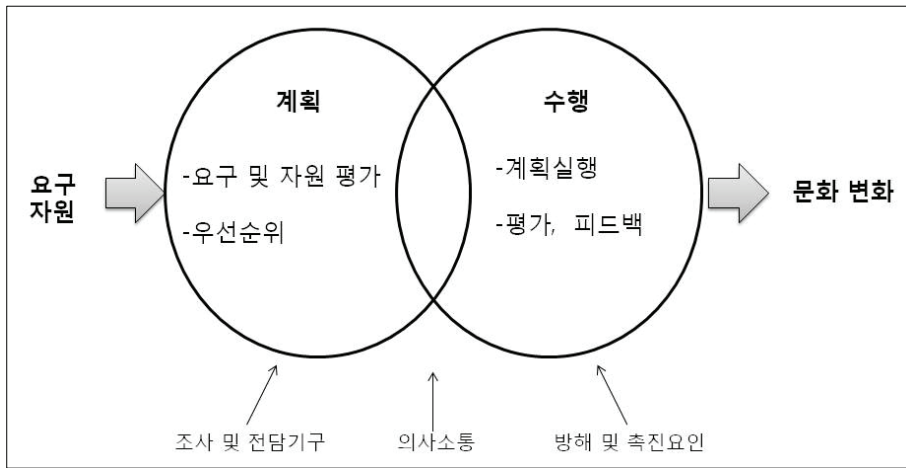 계획
수행
-요구 및 자원 평가
-우선순위
-계획실행
-평가, 피드백
요구
자원
문화 변화
조사 및 전담기구
의사소통
방해 및 촉진요인